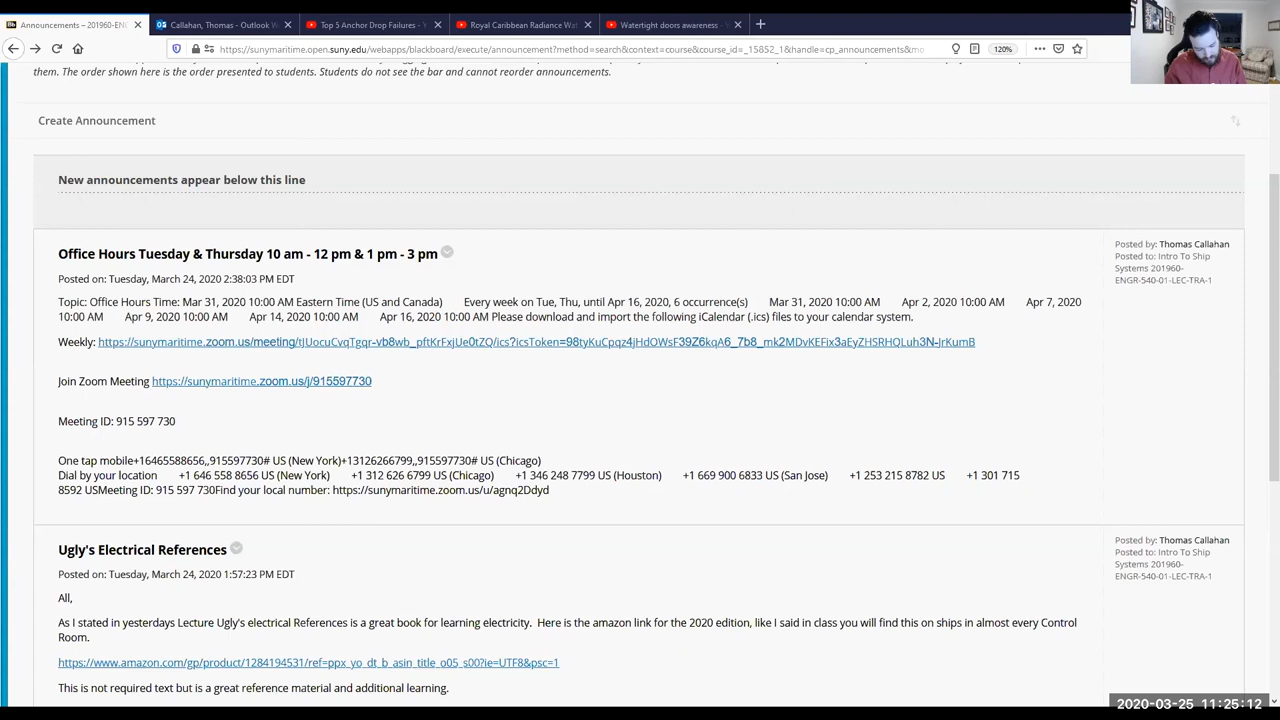 Announcements – 201960-ENG
Callahan, Thomas - Outlook W
Top 5 Anchor Drop Failures - Y
Royal Caribbean Radiance Wat
Watertight doors awareness -
https://sunymaritime.open.suny.edu/webapps/blackboard/execute/announcement?method=search&context=course&course_id=_15852_1&handle=cp_announcements&mo
120%
them. The order shown here is the order presented to students. Students do not see the bar and cannot reorder announcements.
Create Announcement
New announcements appear below this line
Office Hours Tuesday & Thursday 10 am - 12 pm & 1 pm - 3 pm
Posted on: Tuesday, March 24, 2020 2:38:03 PM EDT
Topic: Office Hours Time: Mar 31, 2020 10:00 AM Eastern Time (US and Canada) Every week on Tue, Thu, until Apr 16, 2020, 6 occurrence(s) Mar 31, 2020 10:00 AM Apr 2, 2020 10:00 AM Apr 7, 2020
10:00 AM Apr 9, 2020 10:00 AM Apr 14, 2020 10:00 AM Apr 16, 2020 10:00 AM Please download and import the following iCalendar (.ics) files to your calendar system.
Weekly: https://sunymaritime.zoom.us/meeting/tJUocuCvqTgqr-vb8wb_pftKrFxjUe0tZQ/ics?icsToken=98tyKuCpqz4jHdOWsF39Z6kqA6_7b8_mk2MDvKEFix3aEyZHSRHQLuh3N-JrKumB
Join Zoom Meeting https://sunymaritime.zoom.us/j/915597730
Meeting ID: 915 597 730
One tap mobile+16465588656,,915597730# US (New York)+13126266799,,915597730# US (Chicago)
Dial by your location +1 646 558 8656 US (New York) +1 312 626 6799 US (Chicago) +1 346 248 7799 US (Houston) +1 669 900 6833 US (San Jose) +1 253 215 8782 US +1 301 715
8592 USMeeting ID: 915 597 730Find your local number: https://sunymaritime.zoom.us/u/agnq2Ddyd
Posted by: Thomas Callahan
Posted to: Intro To Ship
Systems 201960-
ENGR-540-01-LEC-TRA-1
Ugly's Electrical References
Posted on: Tuesday, March 24, 2020 1:57:23 PM EDT
All,
As I stated in yesterdays Lecture Ugly's electrical References is a great book for learning electricity. Here is the amazon link for the 2020 edition, like I said in class you will find this on ships in almost every Control
Room.
https://www.amazon.com/gp/product/1284194531/ref=ppx_yo_dt_b_asin_title_o05_s00?ie=UTF8&psc=1
This is not required text but is a great reference material and additional learning.
Posted by: Thomas Callahan
Posted to: Intro To Ship
Systems 201960-
ENGR-540-01-LEC-TRA-1
2020-03-25 11:25:12